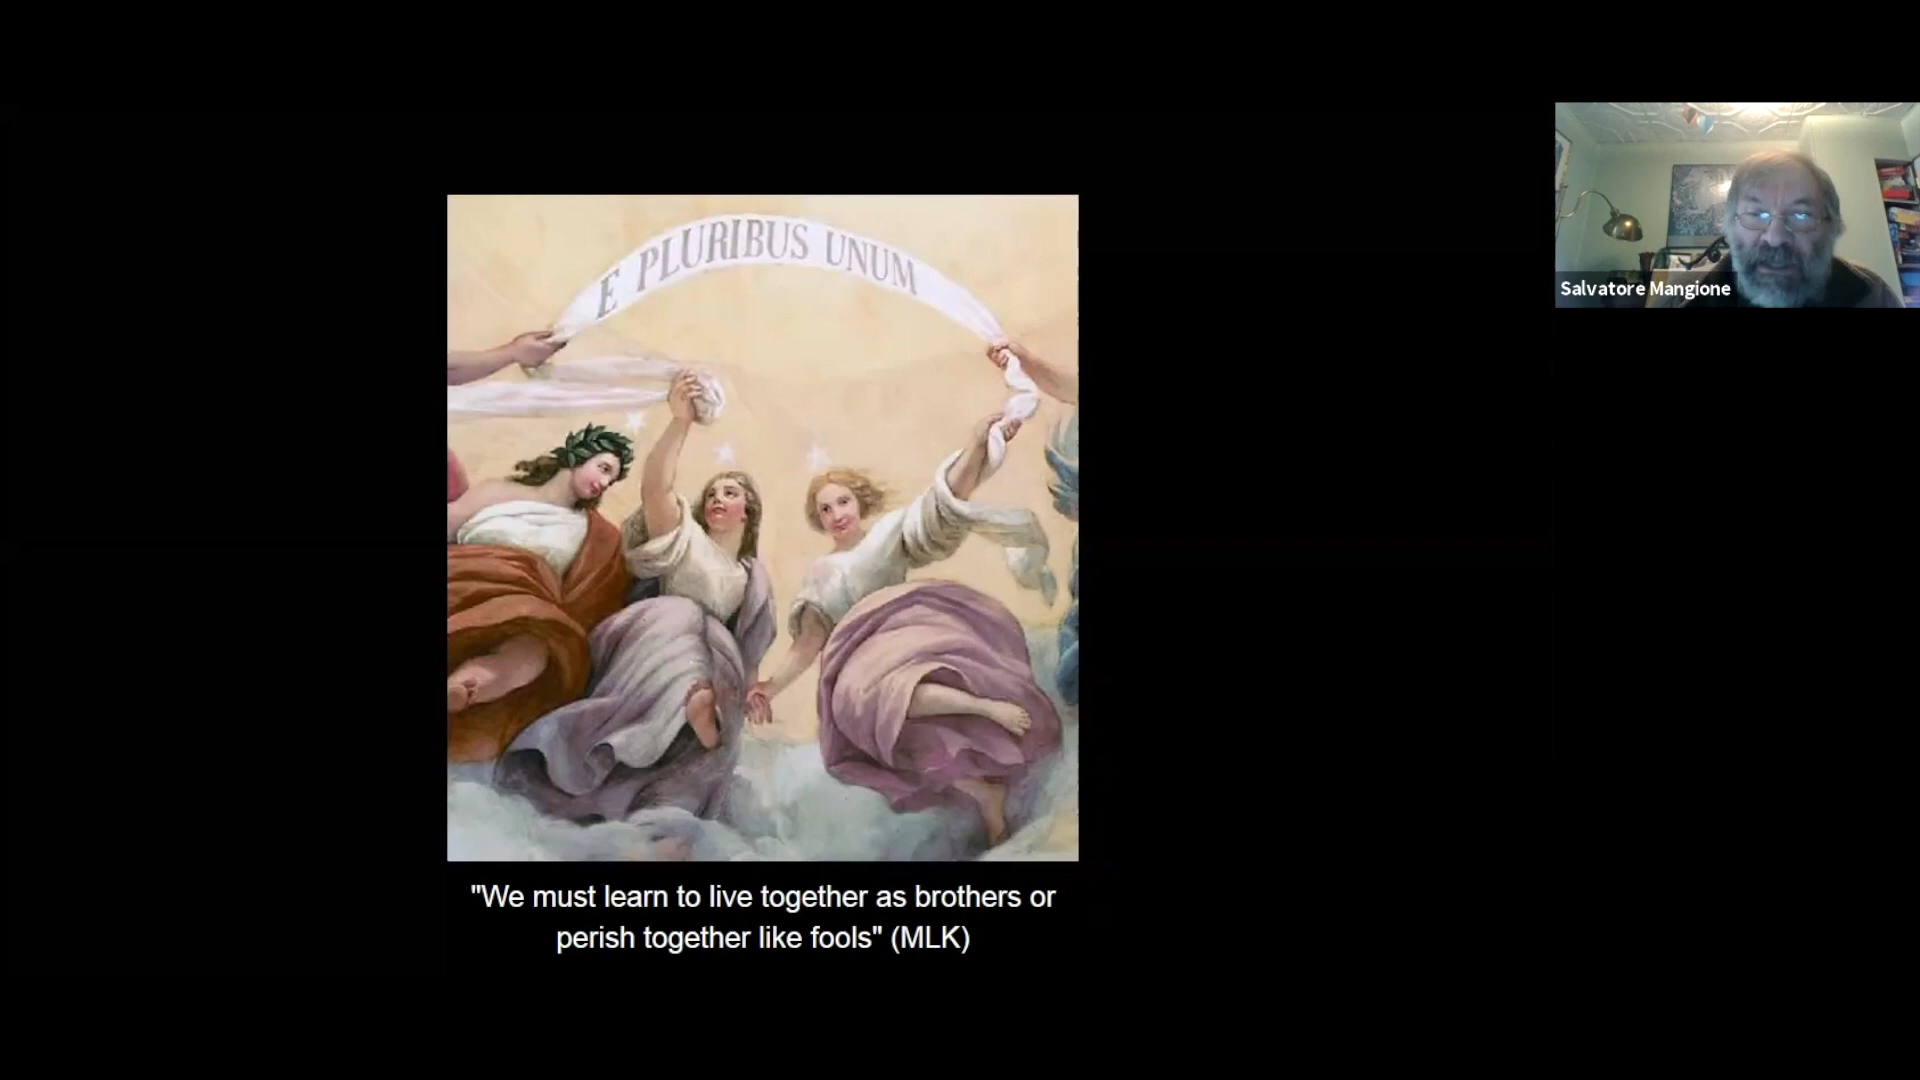 E PLURIBUS UNUM
Salvatore Mangione
"We must learn to live together as brothers or
perish together like fools" (MLK)